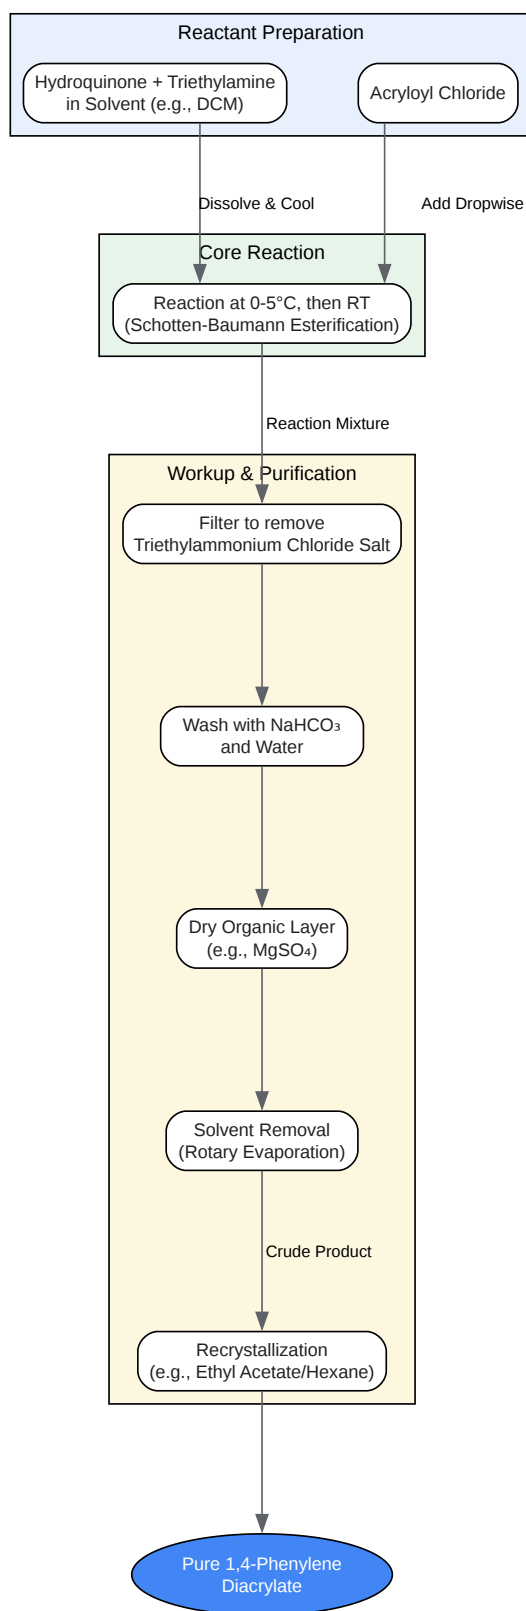 Reactant Preparation
Hydroquinone + Triethylamine
in Solvent (e.g., DCM)
Acryloyl Chloride
Dissolve & Cool
Add Dropwise
Core Reaction
Reaction at 0-5°C, then RT
(Schotten-Baumann Esterification)
Reaction Mixture
Workup & Purification
Filter to remove
Triethylammonium Chloride Salt
Wash with NaHCO₃
and Water
Dry Organic Layer
(e.g., MgSO₄)
Solvent Removal
(Rotary Evaporation)
Crude Product
Recrystallization
(e.g., Ethyl Acetate/Hexane)
Pure 1,4-Phenylene
Diacrylate